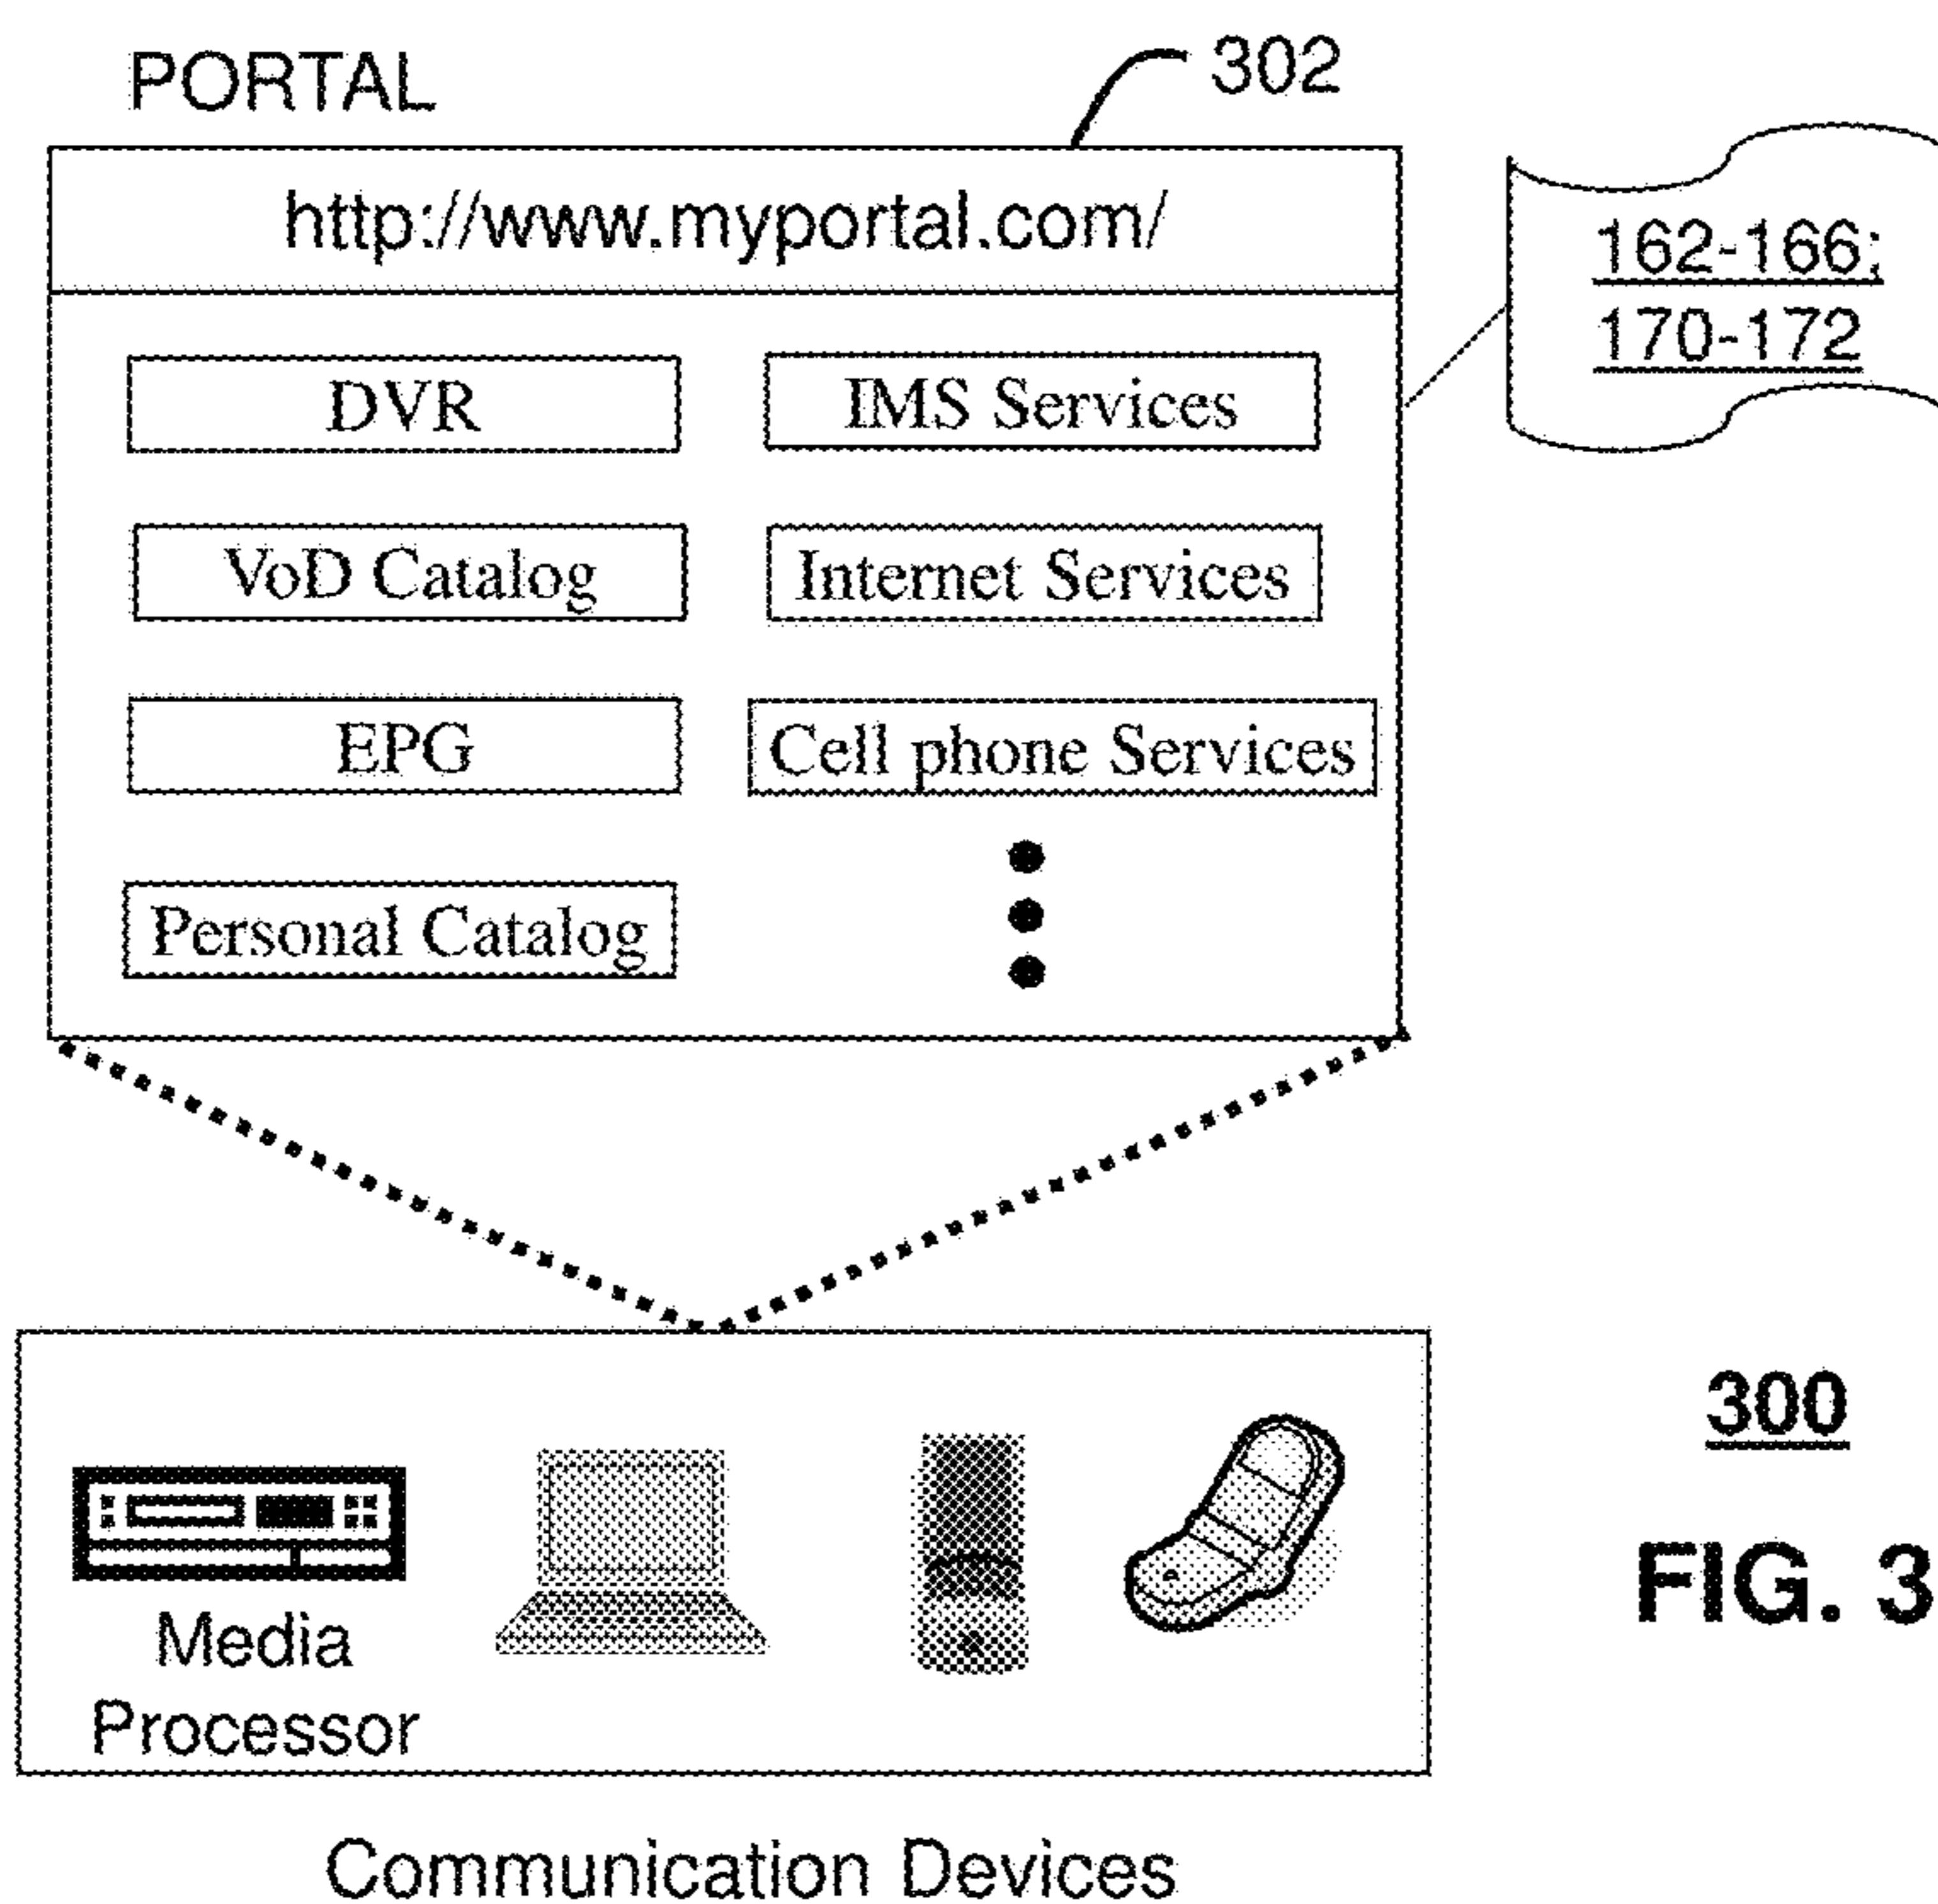 PORTAL
302
http://www.myportal.com/
162-166;
170-172
DVR
IMS Services
VoD Catalog
Internet Services
EPG
Cell phone Services
Personal Catalog
Media
Processor
300
FIG. 3
Communication Devices